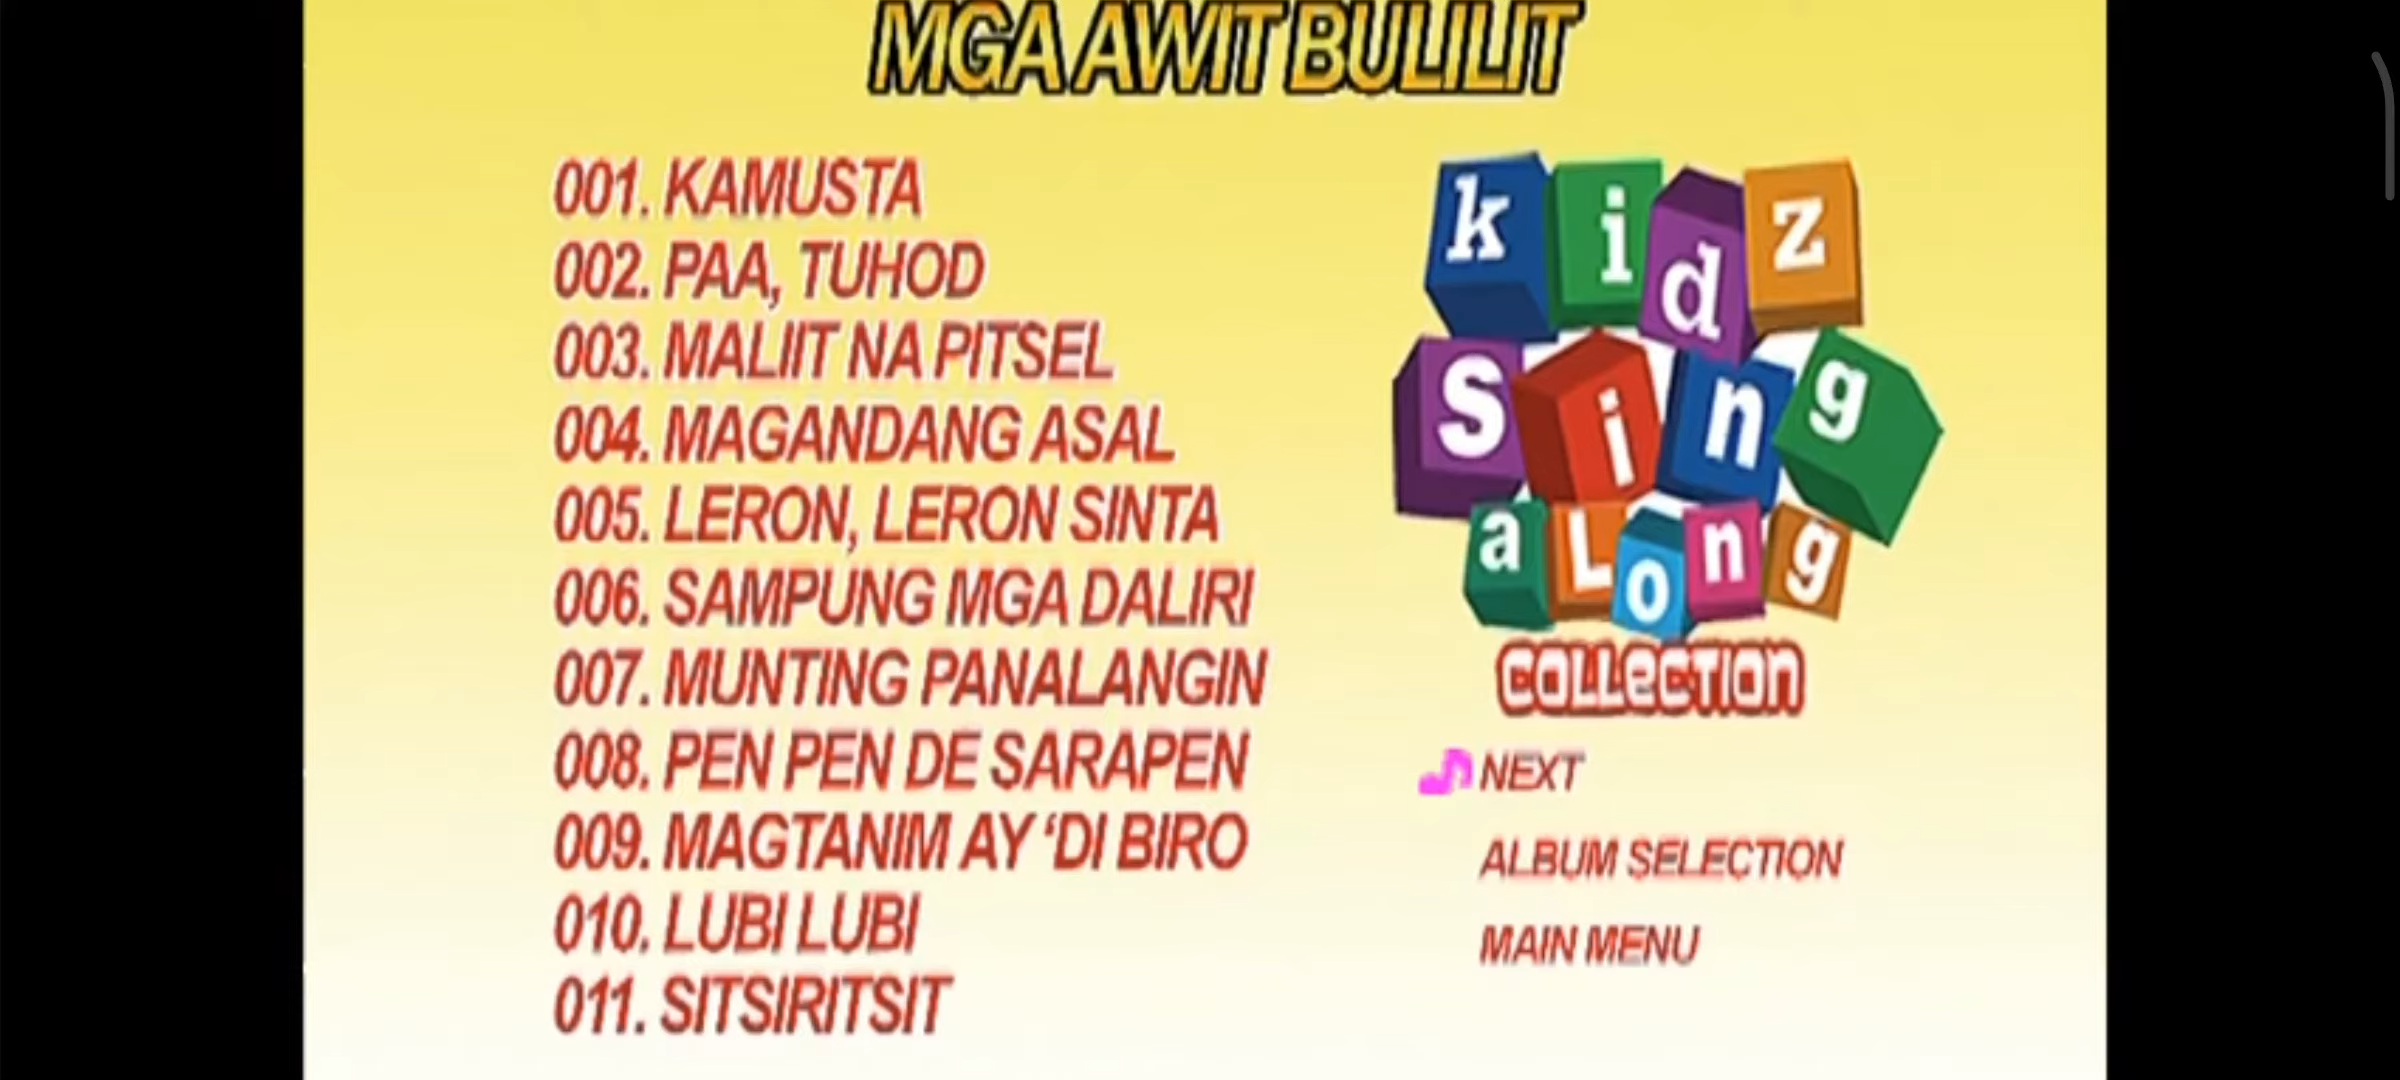 MGA AWIT BULILIT
001. KAMUSTA
002. PAA, TUHOD
003. MALIIT NA PITSEL
004. MAGANDANG ASAL
005. LERON, LERON SINTA
006. SAMPUNG MGA DALIRI
007. MUNTING PANALANGIN
008. PEN PEN DE SARAPEN
009. MAGTANIM AY ‘DI BIRO
010. LUBI LUBI
011. SITSIRITSIT
kidz
Sing
aLong
COLLeCTION
NEXT
ALBUM SELECTION
MAIN MENU